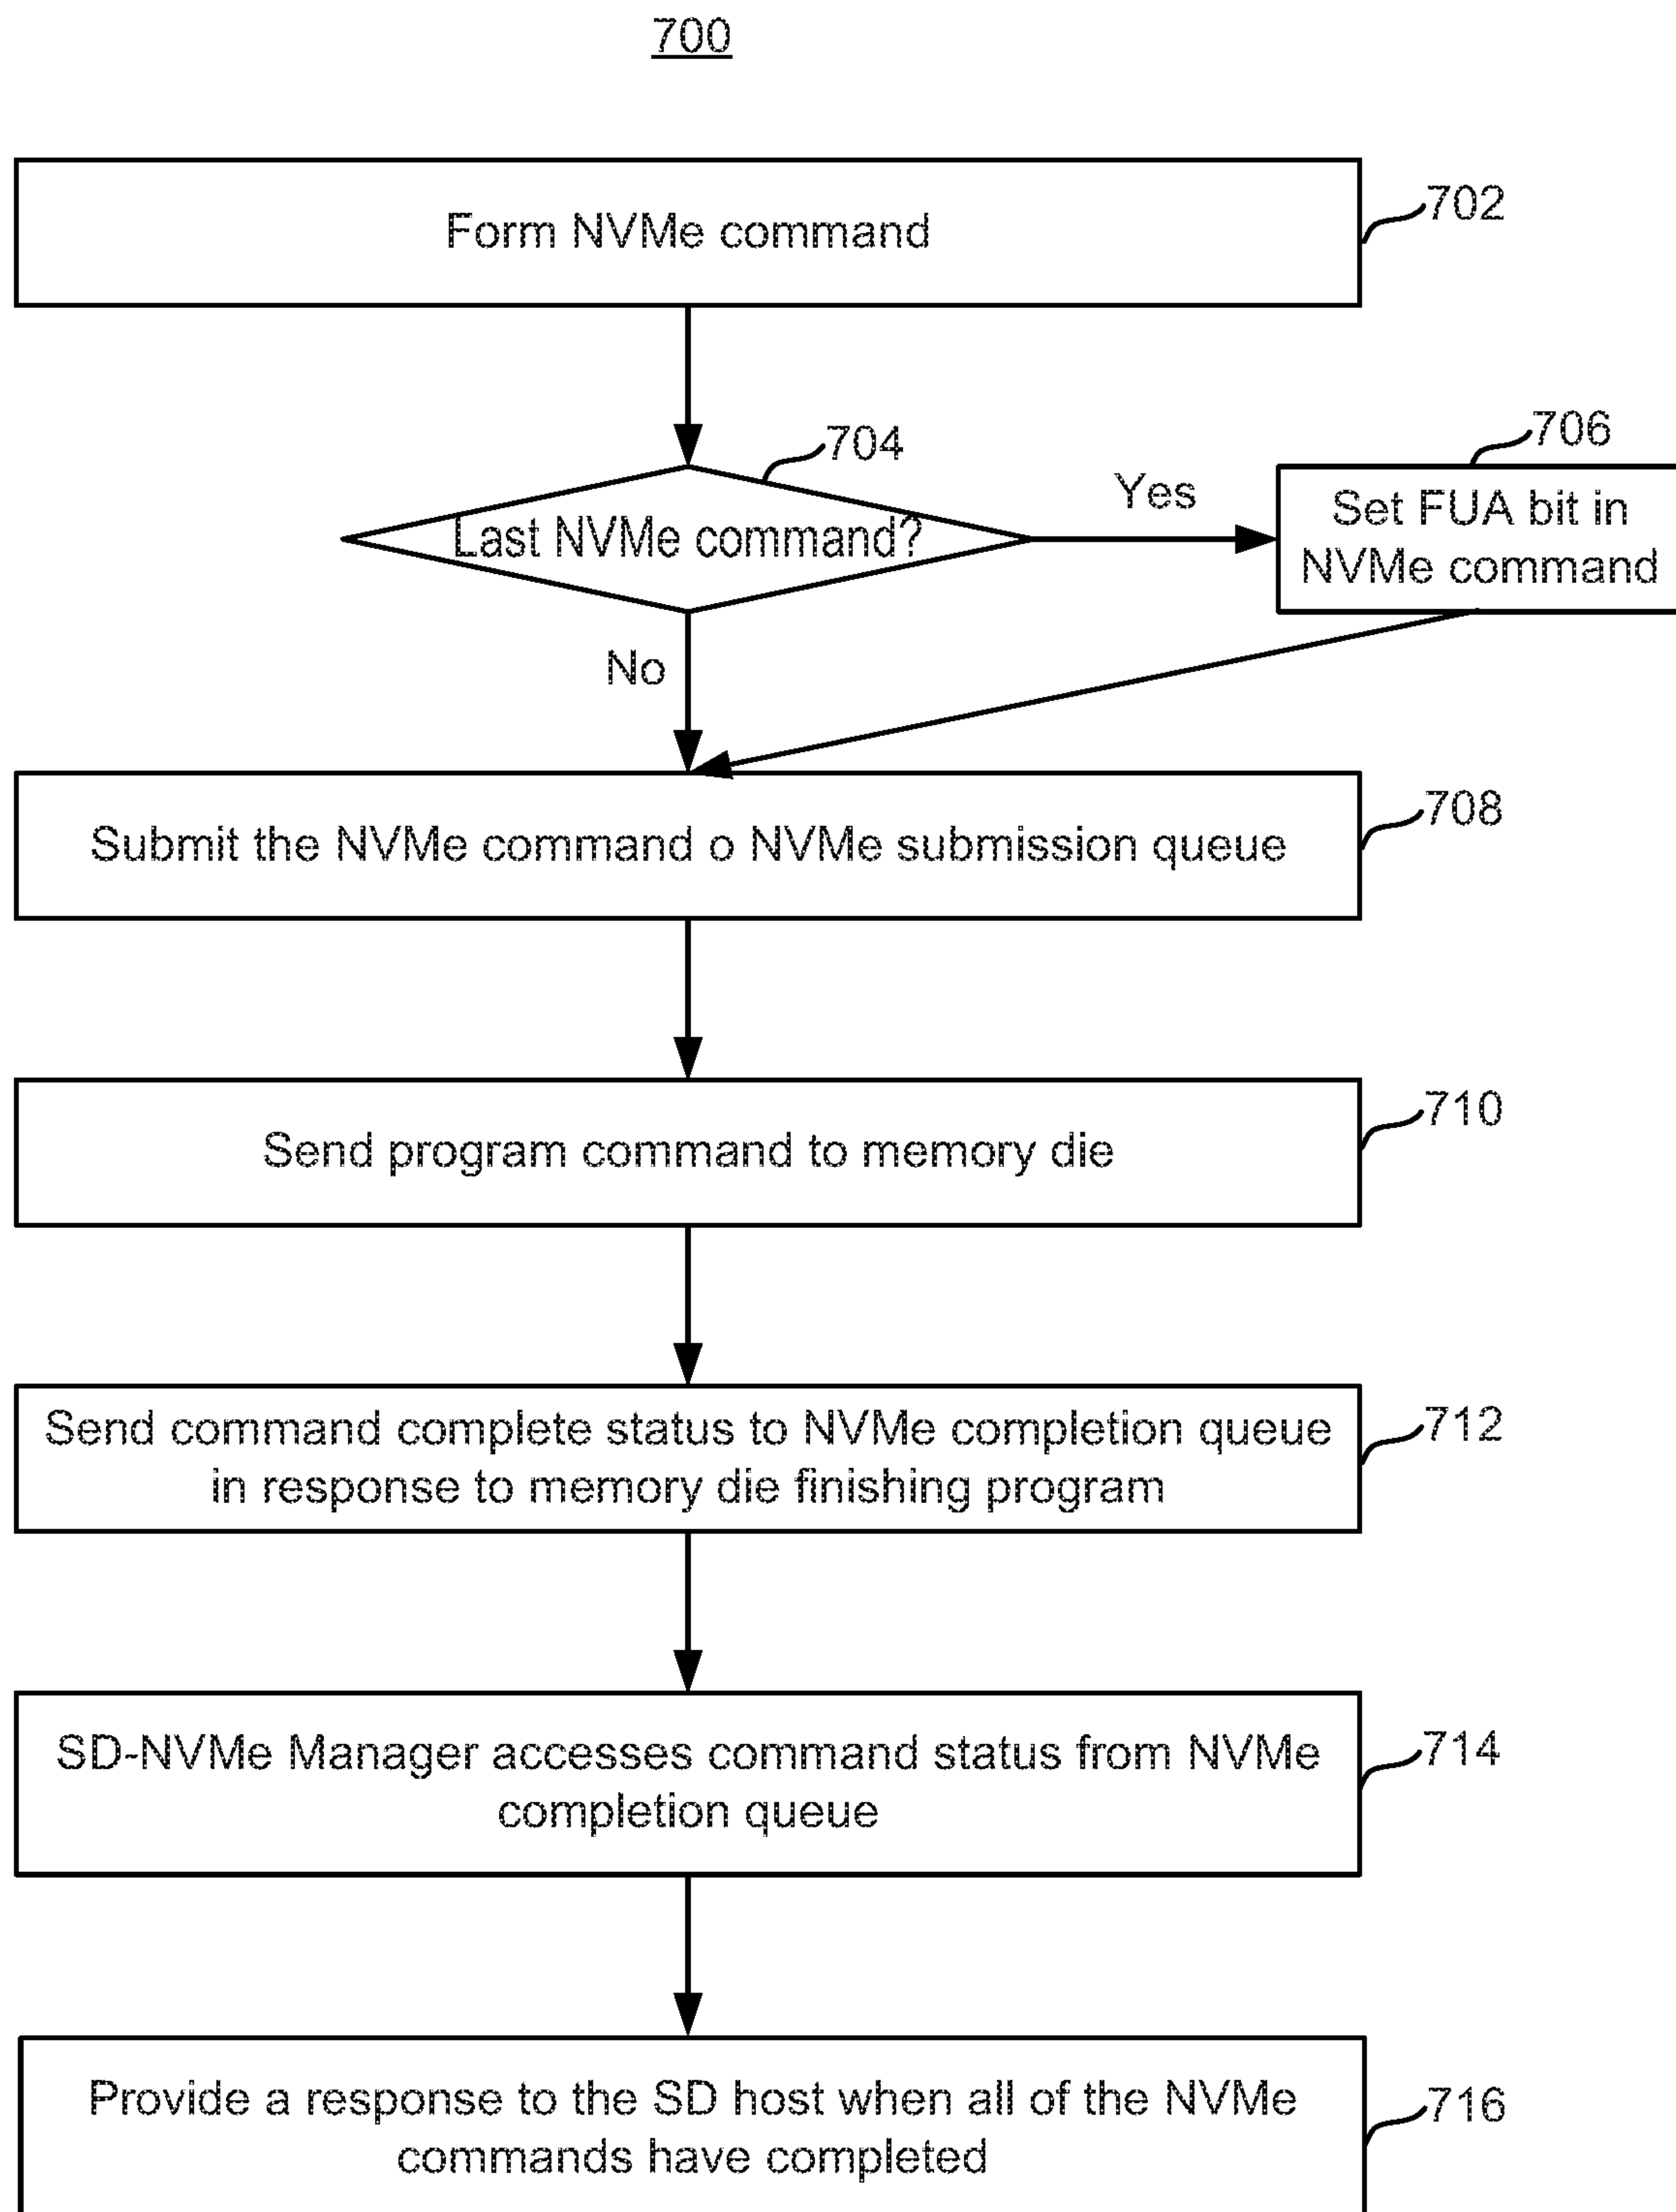 700
Form NVMe command
702
Last NVMe command?
704
Yes
Set FUA bit in
NVMe command
706
No
Submit the NVMe command o NVMe submission queue
708
Send program command to memory die
710
Send command complete status to NVMe completion queue
in response to memory die finishing program
712
SD-NVMe Manager accesses command status from NVMe
completion queue
714
Provide a response to the SD host when all of the NVMe
commands have completed
716